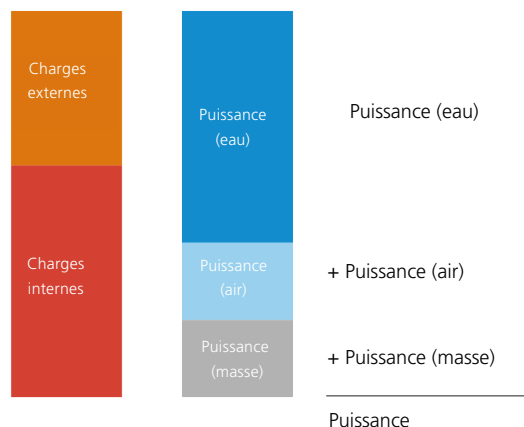 Charges
externes
Charges
internes
Puissance
(eau)
Puissance
(air)
Puissance
(masse)
Puissance (eau)
+ Puissance (air)
+ Puissance (masse)
Puissance